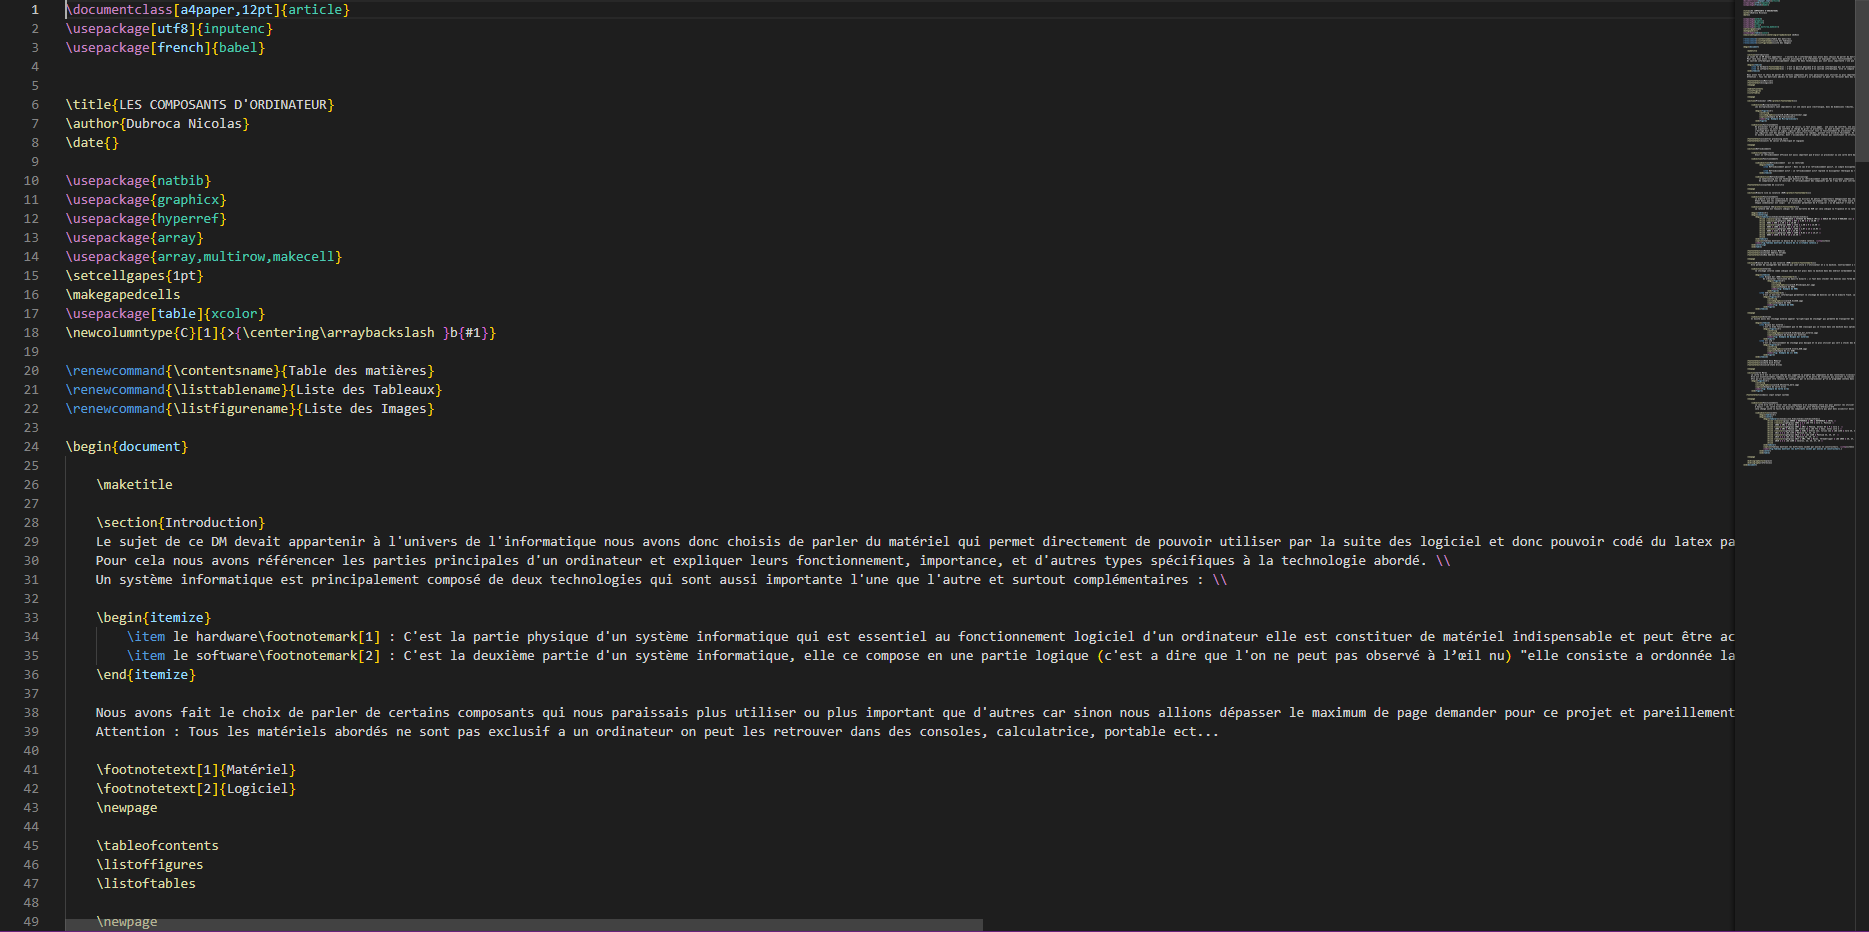 1 \documentclass[a4paper,12pt]{article}
2 \usepackage[utf8]{inputenc}
3 \usepackage[french]{babel}
4
5
6 \title{LES COMPOSANTS D'ORDINATEUR}
7 \author{Dubroca Nicolas}
8 \date{}
9
10 \usepackage{natbib}
11 \usepackage{graphicx}
12 \usepackage{hyperref}
13 \usepackage{array}
14 \usepackage{array,multirow,makecell}
15 \setcellgapes{1pt}
16 \makegapedcells
17 \usepackage[table]{xcolor}
18 \newcolumntype{C}[1]{>{\centering\arraybackslash }b{#1}}
19
20 \renewcommand{\contentsname}{Table des matières}
21 \renewcommand{\listtablename}{Liste des Tableaux}
22 \renewcommand{\listfigurename}{Liste des Images}
23
24 \begin{document}
25
26 \maketitle
27
28 \section{Introduction}
29 Le sujet de ce DM devait appartenir à l'univers de l'informatique nous avons donc choisis de parler du matériel qui permet directement de pouvoir utiliser par la suite des logiciel et donc pouvoir codé du latex pa
30 Pour cela nous avons référencer les parties principales d'un ordinateur et expliquer leurs fonctionnement, importance, et d'autres types spécifiques à la technologie abordé. \\
31 Un système informatique est principalement composé de deux technologies qui sont aussi importante l'une que l'autre et surtout complémentaires : \\
32
33 \begin{itemize}
34 \item le hardware\footnotemark[1] : C'est la partie physique d'un système informatique qui est essentiel au fonctionnement logiciel d'un ordinateur elle est constituer de matériel indispensable et peut être ac
35 \item le software\footnotemark[2] : C'est la deuxième partie d'un système informatique, elle ce compose en une partie logique (c'est a dire que l'on ne peut pas observé à l’œil nu) "elle consiste a ordonnée la
36 \end{itemize}
37
38 Nous avons fait le choix de parler de certains composants qui nous paraissais plus utiliser ou plus important que d'autres car sinon nous allions dépasser le maximum de page demander pour ce projet et pareillement
39 Attention : Tous les matériels abordés ne sont pas exclusif a un ordinateur on peut les retrouver dans des consoles, calculatrice, portable ect...
40
41 \footnotetext[1]{Matériel}
42 \footnotetext[2]{Logiciel}
43 \newpage
44
45 \tableofcontents
46 \listoffigures
47 \listoftables
48
49 \newpage